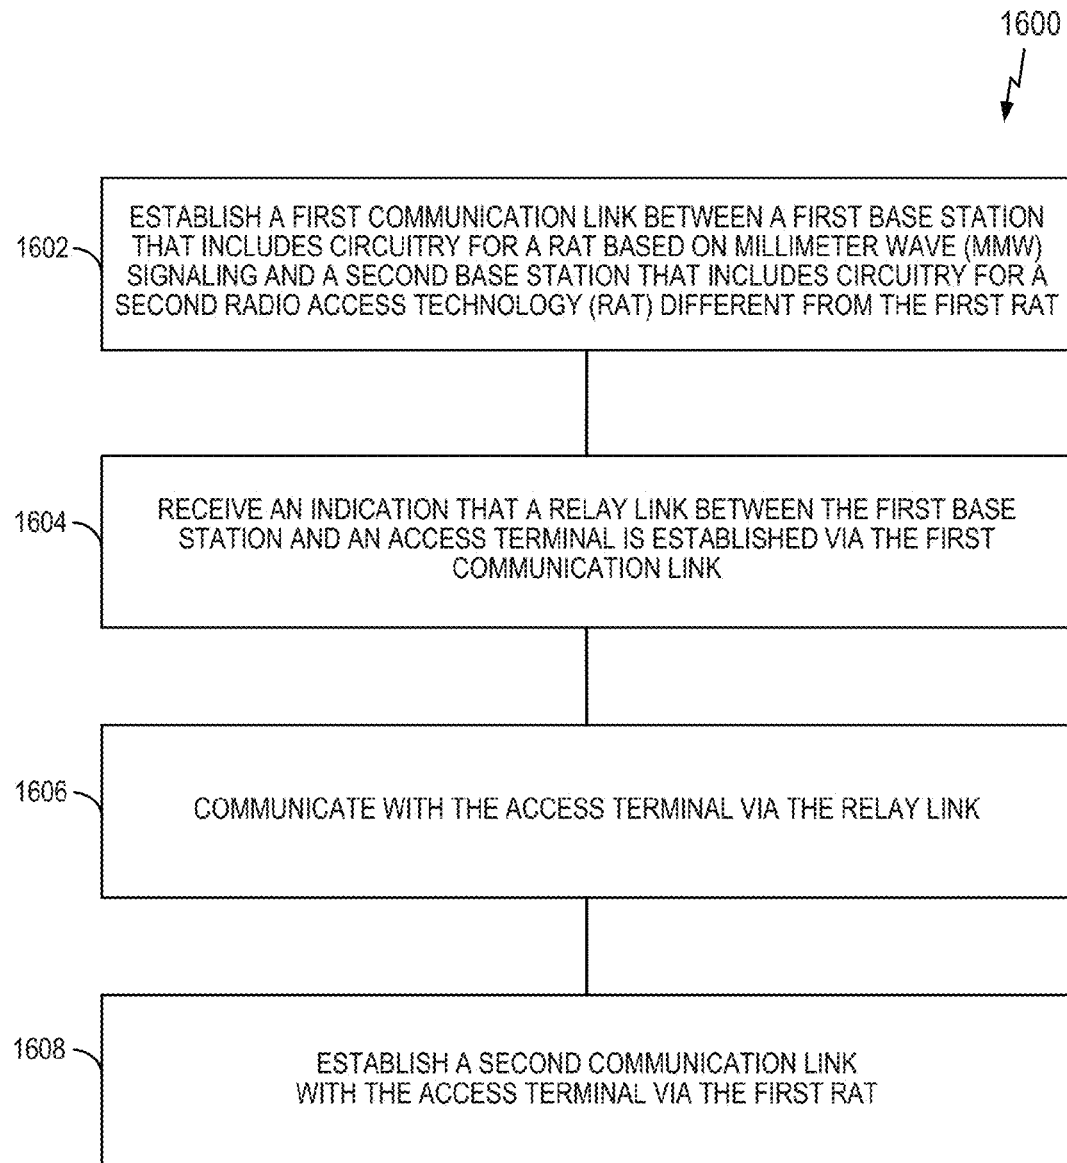 1600
1602
ESTABLISH A FIRST COMMUNICATION LINK BETWEEN A FIRST BASE STATION
THAT INCLUDES CIRCUITRY FOR A RAT BASED ON MILLIMETER WAVE (MMW)
SIGNALING AND A SECOND BASE STATION THAT INCLUDES CIRCUITRY FOR A
SECOND RADIO ACCESS TECHNOLOGY (RAT) DIFFERENT FROM THE FIRST RAT
1604
RECEIVE AN INDICATION THAT A RELAY LINK BETWEEN THE FIRST BASE
STATION AND AN ACCESS TERMINAL IS ESTABLISHED VIA THE FIRST
COMMUNICATION LINK
1606
COMMUNICATE WITH THE ACCESS TERMINAL VIA THE RELAY LINK
1608
ESTABLISH A SECOND COMMUNICATION LINK
WITH THE ACCESS TERMINAL VIA THE FIRST RAT